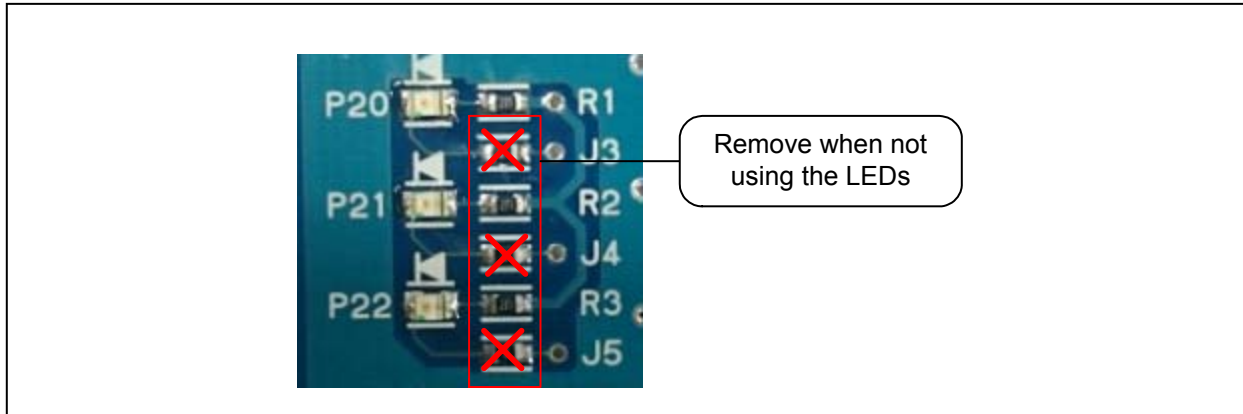 P20 R1
J3
P21 R2
J4
P22 R3
J5
Remove when not
using the LEDs